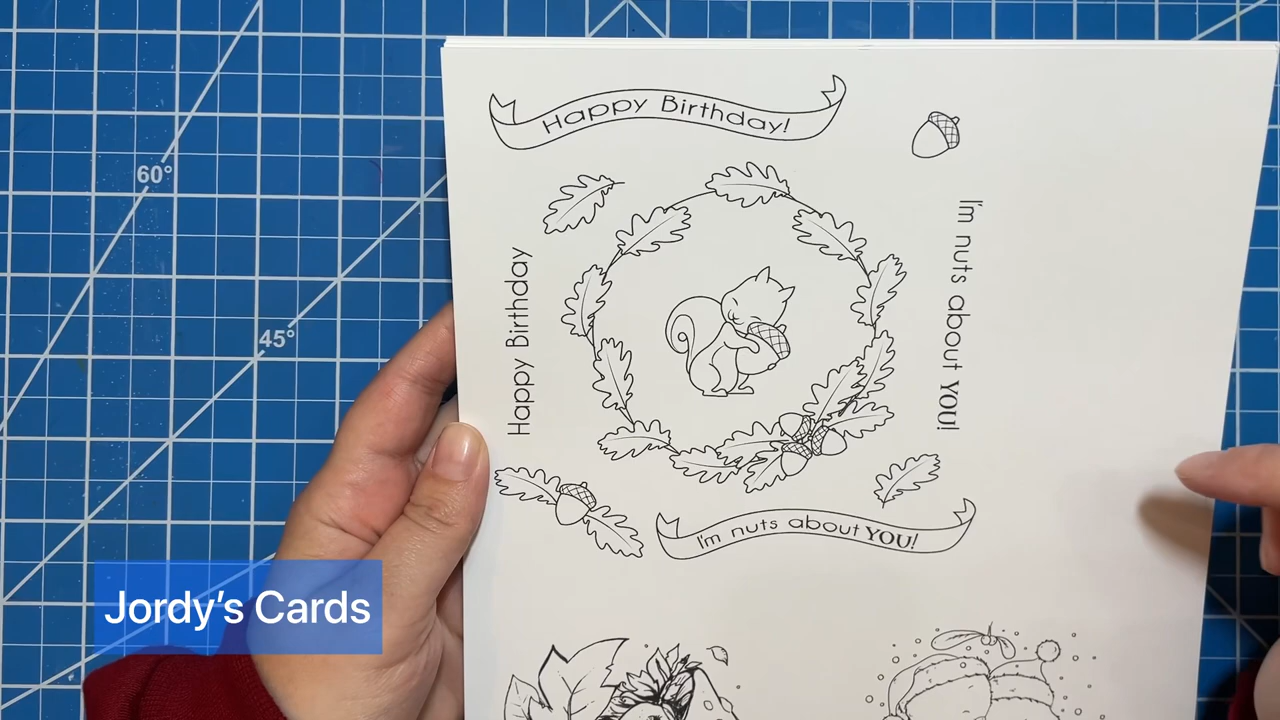 Happy Birthday!
60°
I'm nuts about YOU!
Happy Birthday
45°
I'm nuts about YOU!
Jordy's Cards